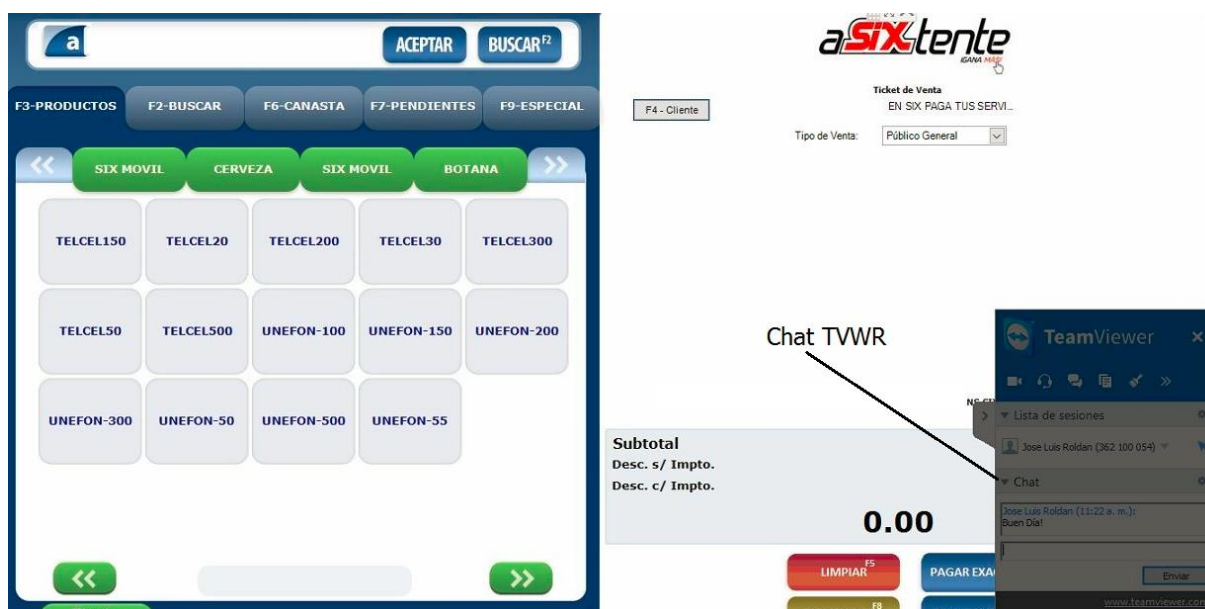 a
ACEPTAR
BUSCAR F2
F3-PRODUCTOS
F2-BUSCAR
F6-CANASTA
F7-PENDIENTES
F9-ESPECIAL
SIX MOVIL
CERVEZA
SIX MOVIL
BOTANA
TELCEL150
TELCEL20
TELCEL200
TELCEL30
TELCEL300
TELCEL50
TELCEL500
UNEFON-100
UNEFON-150
UNEFON-200
UNEFON-300
UNEFON-50
UNEFON-500
UNEFON-55
aSIXtente
¡GANA MÁS!
F4 - Cliente
Ticket de Venta
EN SIX PAGA TUS SERVI...
Tipo de Venta:
Público General
Chat TVWR
Subtotal
Desc. s/ Impto.
Desc. c/ Impto.
0.00
LIMPIAR F5
PAGAR EXA
F8
TeamViewer
Lista de sesiones
Jose Luis Roldan (362 100 054)
Chat
Jose Luis Roldan (11:22 a. m.):
Buen Día!
Enviar
www.teamviewer.com